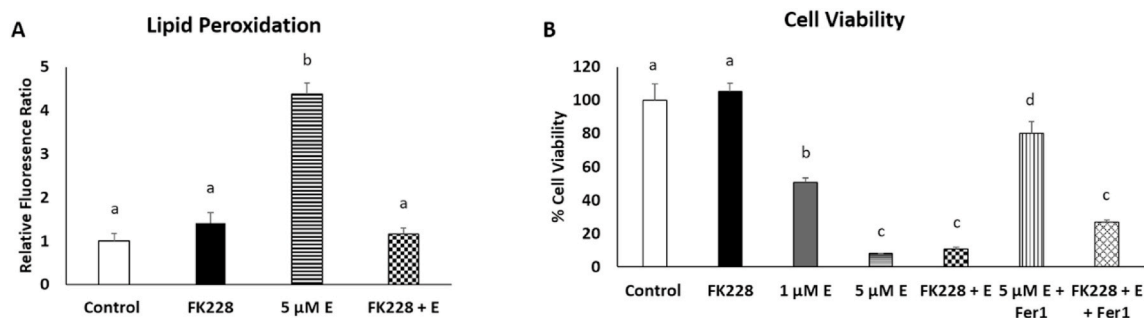 A
Lipid Peroxidation
Relative Fluoresence Ratio
5
4
3
2
1
0
a
a
b
a
Control
FK228
5 µM E
FK228 + E
B
Cell Viability
% Cell Viability
120
100
80
60
40
20
0
a
a
b
c
c
d
c
Control
FK228
1 µM E
5 µM E
FK228 + E
5 µM E +
Fer1
FK228 + E
+ Fer1